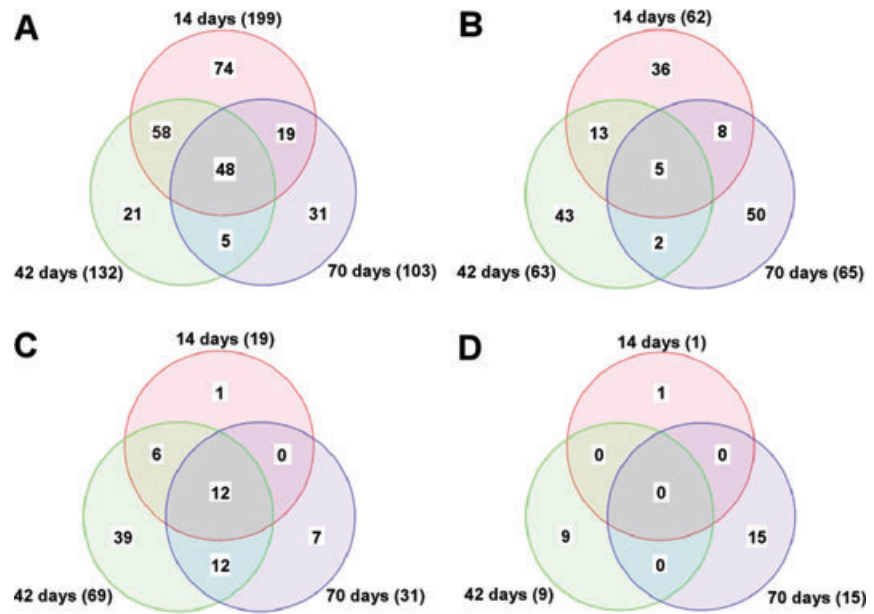 A
14 days (199)
74
58
19
48
21
31
5
42 days (132)
70 days (103)
B
14 days (62)
36
13
8
5
43
50
2
42 days (63)
70 days (65)
C
14 days (19)
1
6
0
12
39
7
12
42 days (69)
70 days (31)
D
14 days (1)
1
0
0
0
9
15
0
42 days (9)
70 days (15)